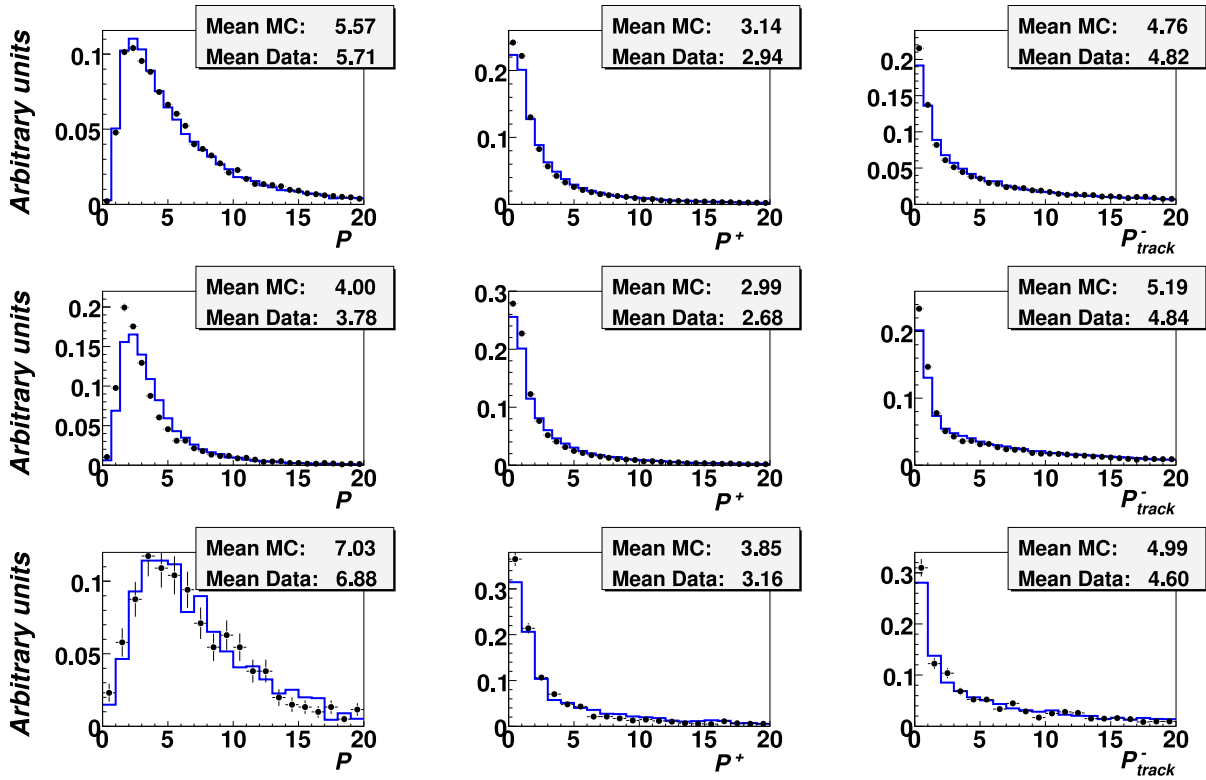 Mean MC: 5.57
Mean Data: 5.71
Mean MC: 3.14
Mean Data: 2.94
Mean MC: 4.76
Mean Data: 4.82
Arbitrary units
0.1
0.05
0
0 5 10 15 20
P
0.2
0.1
0
0 5 10 15 20
P+
0.2
0.15
0.1
0.05
0
0 5 10 15 20
P-track
Mean MC: 4.00
Mean Data: 3.78
Mean MC: 2.99
Mean Data: 2.68
Mean MC: 5.19
Mean Data: 4.84
Arbitrary units
0.2
0.15
0.1
0.05
0
0 5 10 15 20
P
0.3
0.2
0.1
0
0 5 10 15 20
P+
0.2
0.1
0
0 5 10 15 20
P-track
Mean MC: 7.03
Mean Data: 6.88
Mean MC: 3.85
Mean Data: 3.16
Mean MC: 4.99
Mean Data: 4.60
Arbitrary units
0.1
0.05
0
0 5 10 15 20
P
0.3
0.2
0.1
0
0 5 10 15 20
P+
0.3
0.2
0.1
0
0 5 10 15 20
P-track